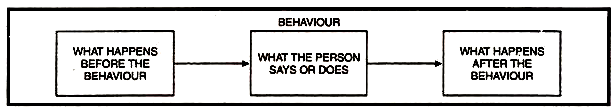 BEHAVIOUR
WHAT HAPPENS
BEFORE THE
BEHAVIOUR
WHAT THE PERSON
SAYS OR DOES
WHAT HAPPENS
AFTER THE
BEHAVIOUR